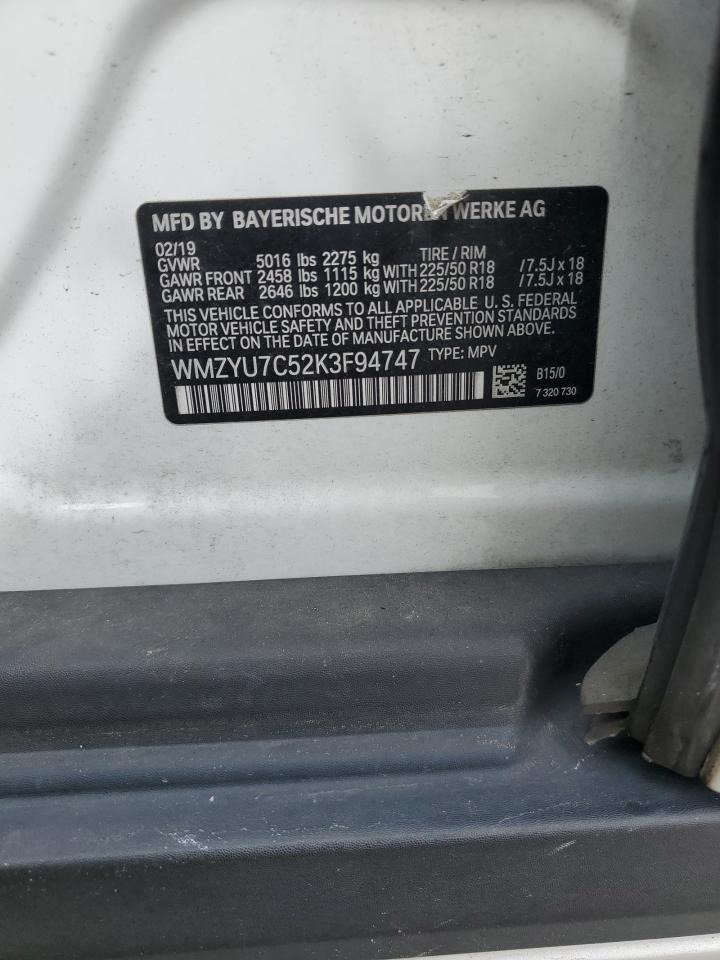 MFD BY BAYERISCHE MOTOREN WERKE AG
02/19
GVWR 5016 lbs 2275 kg TIRE / RIM
GAWR FRONT 2458 lbs 1115 kg WITH 225/50 R18 /7.5J x 18
GAWR REAR 2646 lbs 1200 kg WITH 225/50 R18 /7.5J x 18
THIS VEHICLE CONFORMS TO ALL APPLICABLE U. S. FEDERAL
MOTOR VEHICLE SAFETY AND THEFT PREVENTION STANDARDS
IN EFFECT ON THE DATE OF MANUFACTURE SHOWN ABOVE.
WMZYU7C52K3F94747 TYPE: MPV
B15/0
7 320 730